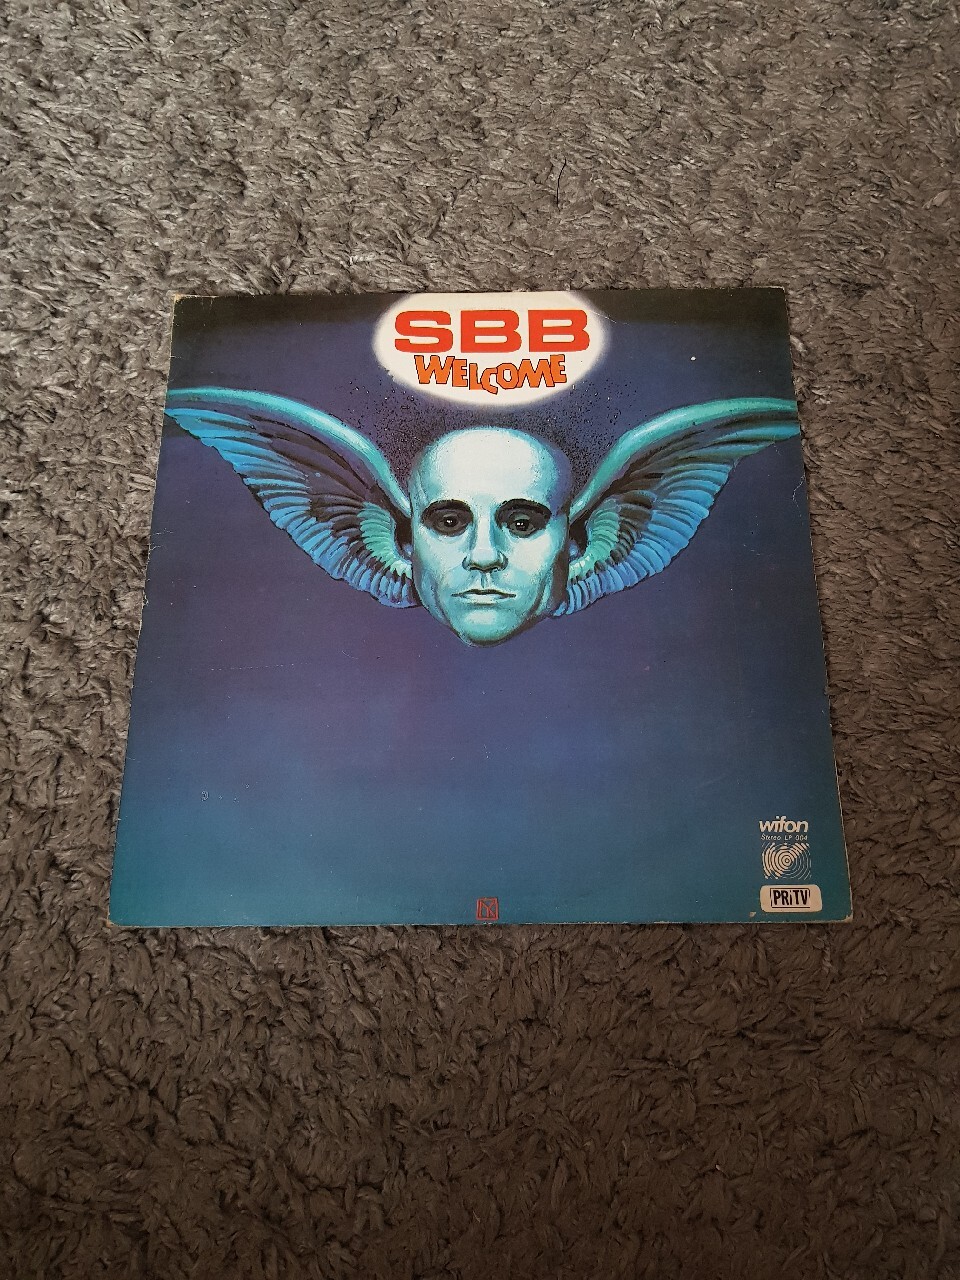 SBB
WELCOME
wifon
Stereo LP 004
PRiTV